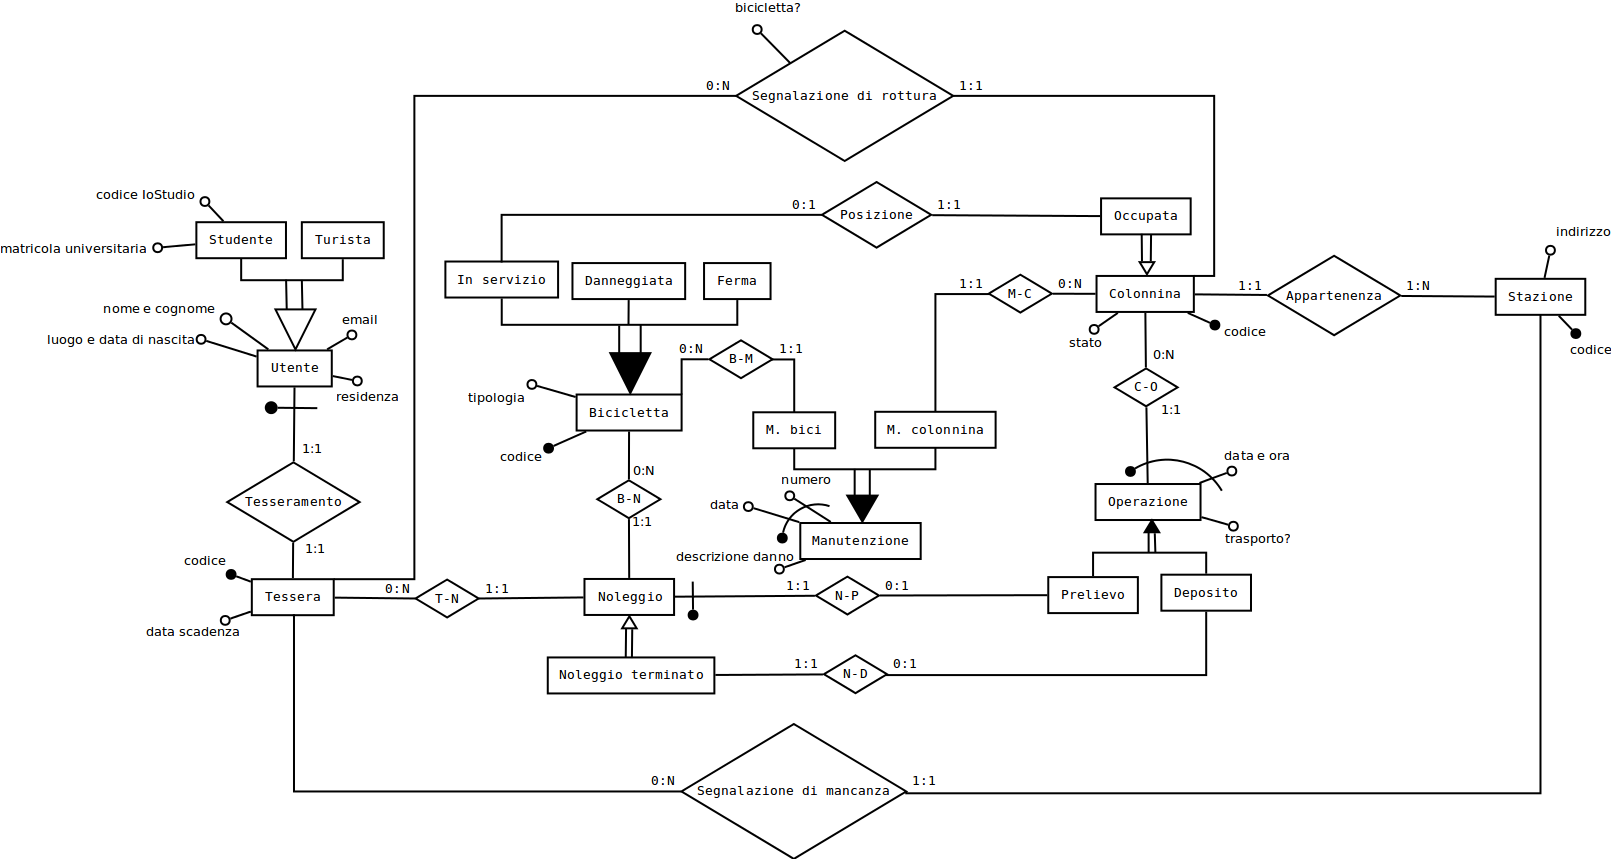 bicicletta?
0:N
Segnalazione di rottura
1:1
codice IoStudio
matricola universitaria
Studente
Turista
0:1
Posizione
1:1
Occupata
indirizzo
In servizio
Danneggiata
Ferma
1:1
M-C
0:N
Colonnina
1:1
Appartenenza
1:N
Stazione
nome e cognome
email
luogo e data di nascita
stato
codice
codice
0:N
B-M
1:1
0:N
Utente
residenza
C-O
1:1
tipologia
Bicicletta
M. bici
M. colonnina
codice
1:1
data e ora
0:N
numero
Tesseramento
B-N
data
Operazione
1:1
trasporto?
1:1
descrizione danno
Manutenzione
codice
0:N
T-N
1:1
Tessera
Noleggio
1:1
N-P
0:1
Prelievo
Deposito
data scadenza
Noleggio terminato
1:1
N-D
0:1
0:N
Segnalazione di mancanza
1:1